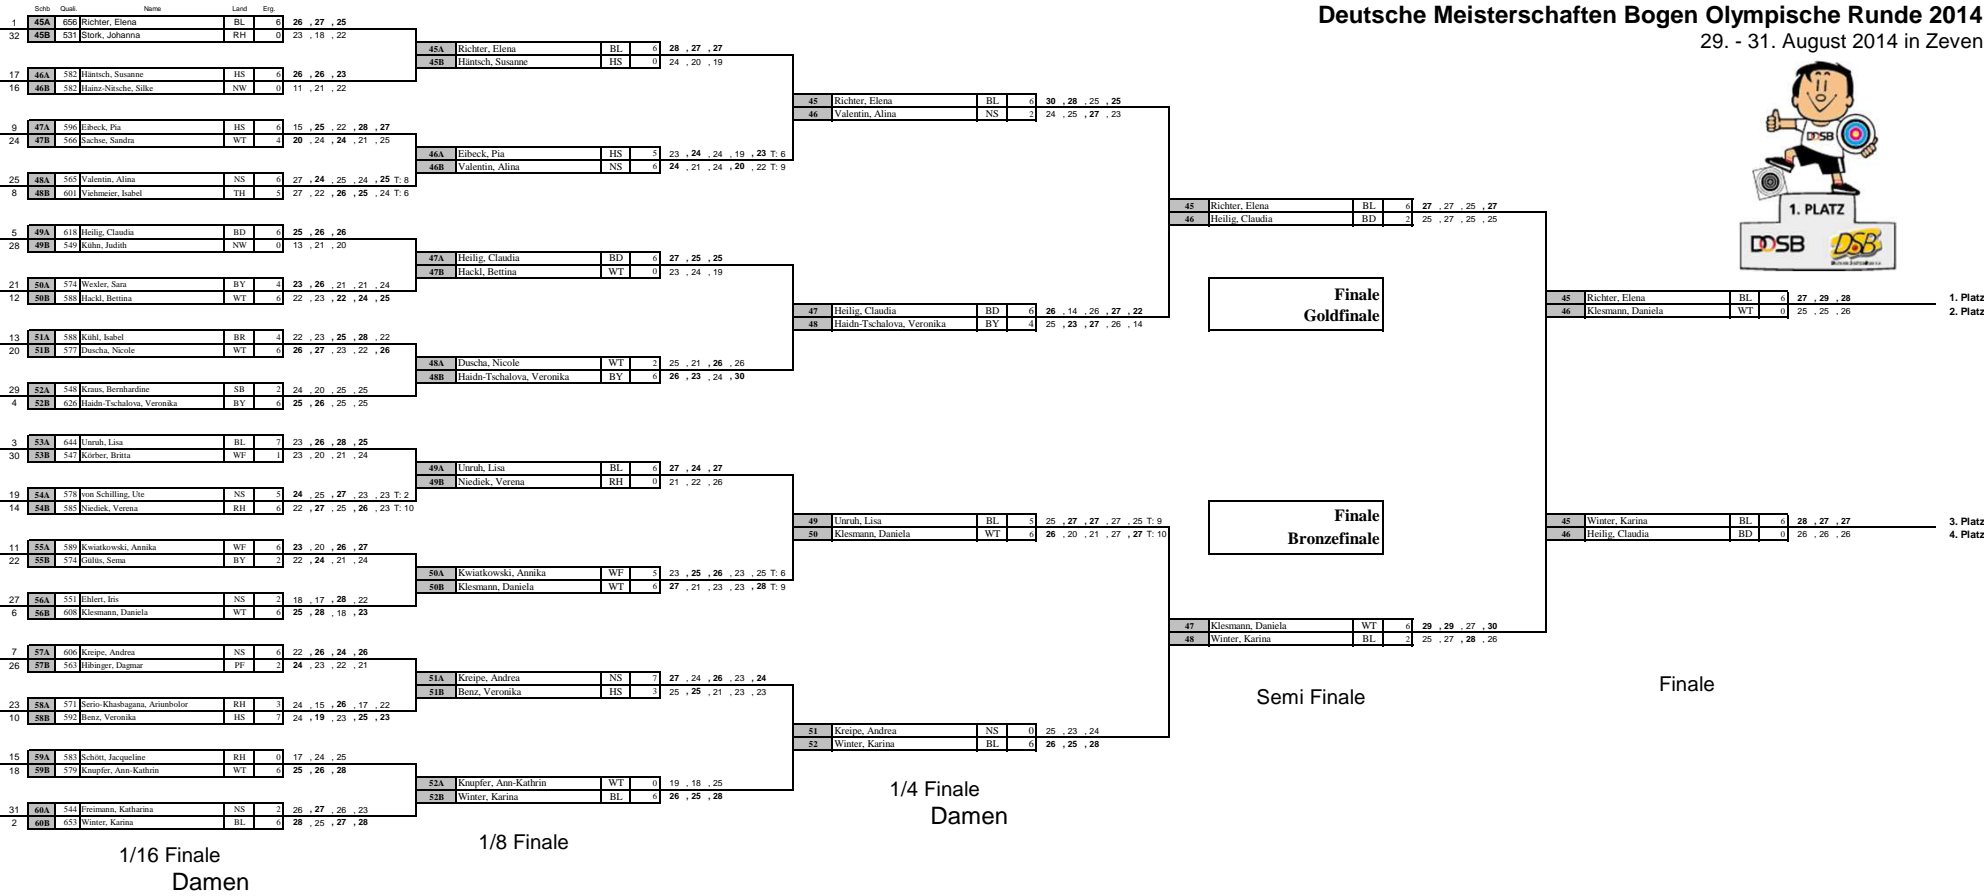 Deutsche Meisterschaften Bogen Olympische Runde 2014
29. - 31. August 2014 in Zeven
DOSB
1. PLATZ
DOSB DSB
Schb Quali. Name Land Erg.
1 45A 656 Richter, Elena BL 6 26 , 27 , 25
32 45B 531 Stork, Johanna RH 0 23 , 18 , 22
17 46A 582 Häntsch, Susanne HS 6 26 , 26 , 23
16 46B 582 Hainz-Nitsche, Silke NW 0 11 , 21 , 22
9 47A 596 Eibeck, Pia HS 6 15 , 25 , 22 , 28 , 27
24 47B 566 Sachse, Sandra WT 4 20 , 24 , 24 , 21 , 25
25 48A 565 Valentin, Alina NS 6 27 , 24 , 25 , 24 , 25 T: 8
8 48B 601 Viehmeier, Isabel TH 5 27 , 22 , 26 , 25 , 24 T: 6
5 49A 618 Heilig, Claudia BD 6 25 , 26 , 26
28 49B 549 Kühn, Judith NW 0 13 , 21 , 20
21 50A 574 Wexler, Sara BY 4 23 , 26 , 21 , 21 , 24
12 50B 588 Hackl, Bettina WT 6 22 , 23 , 22 , 24 , 25
13 51A 588 Kühl, Isabel BR 4 22 , 23 , 25 , 28 , 22
20 51B 577 Duscha, Nicole WT 6 26 , 27 , 23 , 22 , 26
29 52A 548 Kraus, Bernhardine SB 2 24 , 20 , 25 , 25
4 52B 626 Haidn-Tschalova, Veronika BY 6 25 , 26 , 25 , 25
3 53A 644 Unruh, Lisa BL 7 23 , 26 , 28 , 25
30 53B 547 Körber, Britta WF 1 23 , 20 , 21 , 24
19 54A 578 von Schilling, Ute NS 5 24 , 25 , 27 , 23 , 23 T: 2
14 54B 585 Niediek, Verena RH 6 22 , 27 , 25 , 26 , 23 T: 10
11 55A 589 Kwiatkowski, Annika WF 6 23 , 20 , 26 , 27
22 55B 574 Gülüs, Sema BY 2 22 , 24 , 21 , 24
27 56A 551 Ehlert, Iris NS 2 18 , 17 , 28 , 22
6 56B 608 Klesmann, Daniela WT 6 25 , 28 , 18 , 23
7 57A 606 Kreipe, Andrea NS 6 22 , 26 , 24 , 26
26 57B 563 Hibinger, Dagmar PF 2 24 , 23 , 22 , 21
23 58A 571 Serio-Khasbagana, Ariunbolor RH 3 24 , 15 , 26 , 17 , 22
10 58B 592 Benz, Veronika HS 7 24 , 19 , 23 , 25 , 23
15 59A 583 Schött, Jacqueline RH 0 17 , 24 , 25
18 59B 579 Knupfer, Ann-Kathrin WT 6 25 , 26 , 28
31 60A 544 Freimann, Katharina NS 2 26 , 27 , 26 , 23
2 60B 653 Winter, Karina BL 6 28 , 25 , 27 , 28
1/16 Finale
Damen
45A Richter, Elena BL 6 28 , 27 , 27
45B Häntsch, Susanne HS 0 24 , 20 , 19
46A Eibeck, Pia HS 5 23 , 24 , 24 , 19 , 23 T: 6
46B Valentin, Alina NS 6 24 , 21 , 24 , 20 , 22 T: 9
47A Heilig, Claudia BD 6 27 , 25 , 25
47B Hackl, Bettina WT 0 23 , 24 , 19
48A Duscha, Nicole WT 2 25 , 21 , 26 , 26
48B Haidn-Tschalova, Veronika BY 6 26 , 23 , 24 , 30
49A Unruh, Lisa BL 6 27 , 24 , 27
49B Niediek, Verena RH 0 21 , 22 , 26
50A Kwiatkowski, Annika WF 5 23 , 25 , 26 , 23 , 25 T: 6
50B Klesmann, Daniela WT 6 27 , 21 , 23 , 23 , 28 T: 9
51A Kreipe, Andrea NS 7 27 , 24 , 26 , 23 , 24
51B Benz, Veronika HS 3 25 , 25 , 21 , 23 , 23
52A Knupfer, Ann-Kathrin WT 0 19 , 18 , 25
52B Winter, Karina BL 6 26 , 25 , 28
1/8 Finale
45 Richter, Elena BL 6 30 , 28 , 25 , 25
46 Valentin, Alina NS 2 24 , 25 , 27 , 23
47 Heilig, Claudia BD 6 26 , 14 , 26 , 27 , 22
48 Haidn-Tschalova, Veronika BY 4 25 , 23 , 27 , 26 , 14
49 Unruh, Lisa BL 5 25 , 27 , 27 , 27 , 25 T: 9
50 Klesmann, Daniela WT 6 26 , 20 , 21 , 27 , 27 T: 10
51 Kreipe, Andrea NS 0 25 , 23 , 24
52 Winter, Karina BL 6 26 , 25 , 28
1/4 Finale
Damen
45 Richter, Elena BL 6 27 , 27 , 25 , 27
46 Heilig, Claudia BD 2 25 , 27 , 25 , 25
Finale
Goldfinale
Finale
Bronzefinale
47 Klesmann, Daniela WT 6 29 , 29 , 27 , 30
48 Winter, Karina BL 2 25 , 27 , 28 , 26
Semi Finale
45 Richter, Elena BL 6 27 , 29 , 28 1. Platz
46 Klesmann, Daniela WT 0 25 , 25 , 26 2. Platz
45 Winter, Karina BL 6 28 , 27 , 27 3. Platz
46 Heilig, Claudia BD 0 26 , 26 , 26 4. Platz
Finale